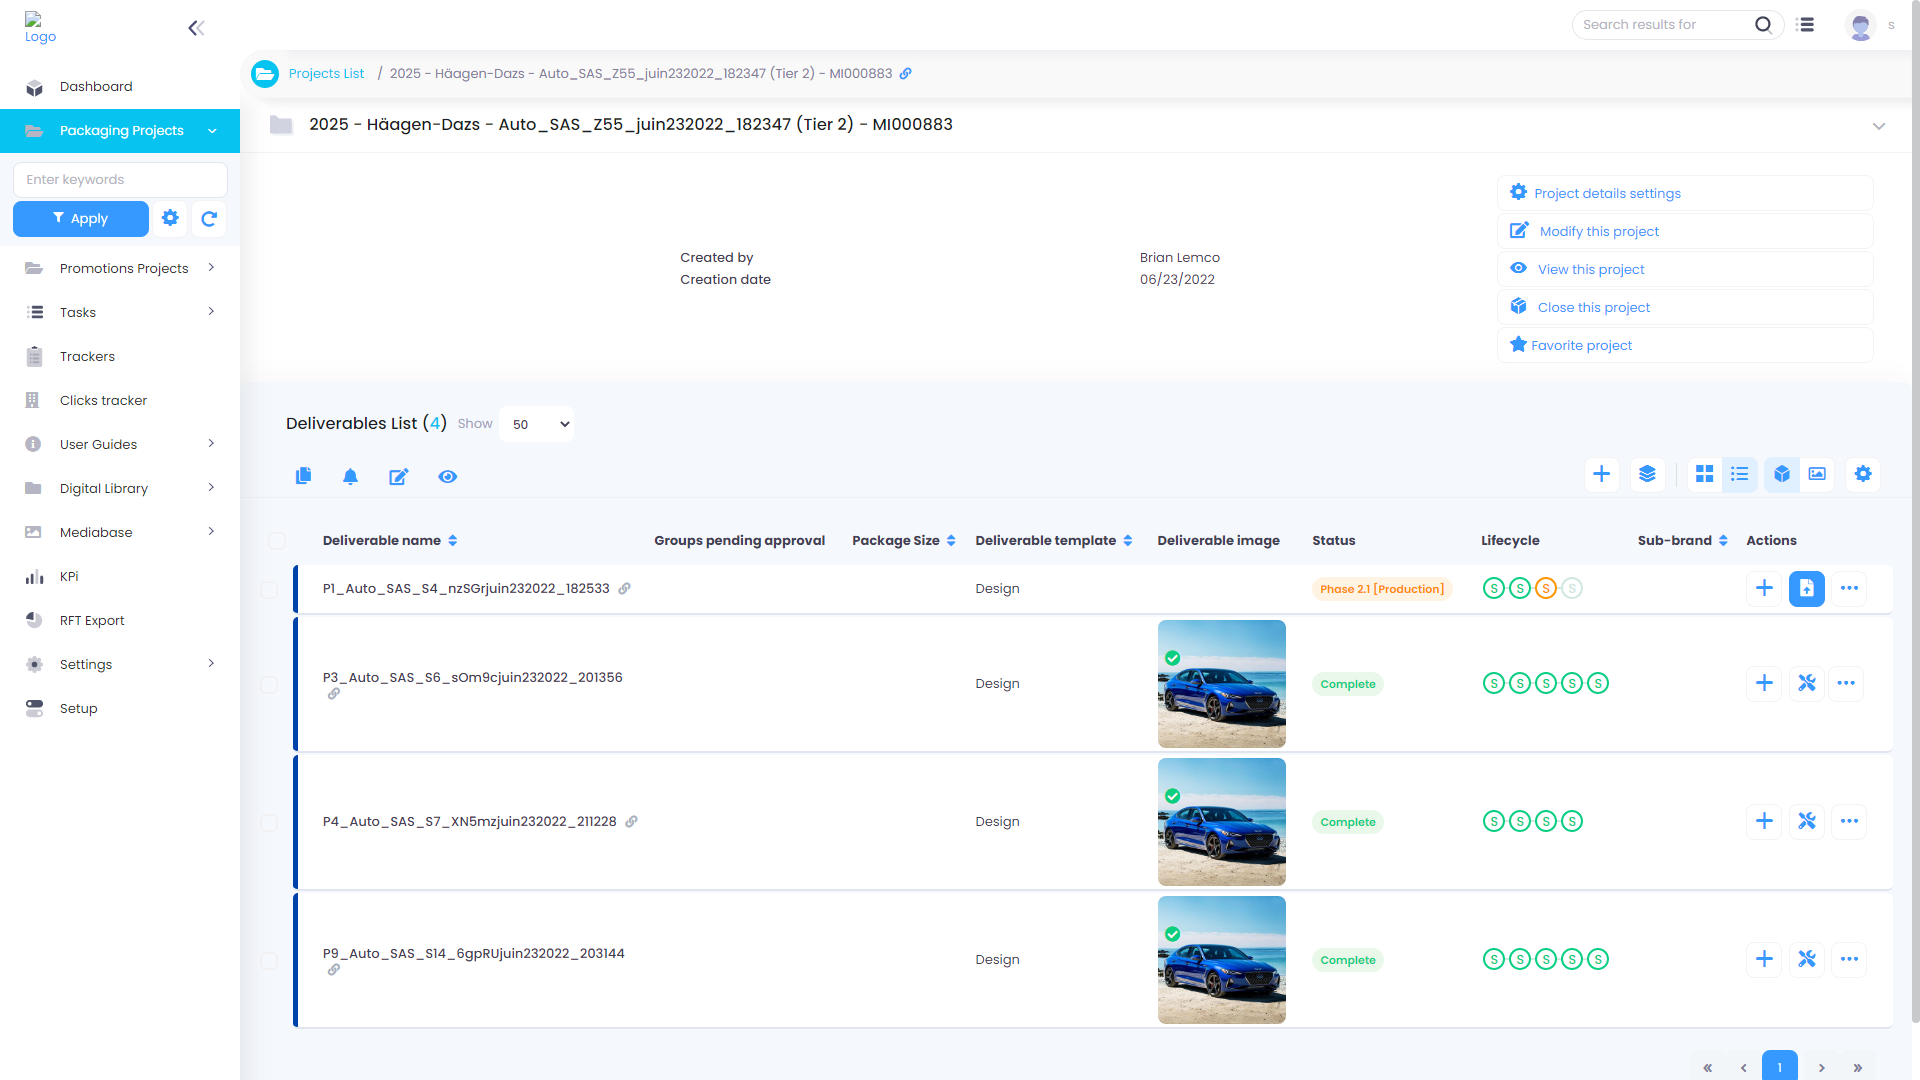 Logo
Search results for
s
Dashboard
Packaging Projects
Enter keywords
Apply
Promotions Projects
Tasks
Trackers
Clicks tracker
User Guides
Digital Library
Mediabase
KPi
RFT Export
Settings
Setup
Projects List / 2025 - Häagen-Dazs - Auto_SAS_Z55_juin232022_182347 (Tier 2) - MI000883
2025 - Häagen-Dazs - Auto_SAS_Z55_juin232022_182347 (Tier 2) - MI000883
Created by Brian Lemco
Creation date 06/23/2022
Project details settings
Modify this project
View this project
Close this project
Favorite project
Deliverables List (4) Show 50
Deliverable name Groups pending approval Package Size Deliverable template Deliverable image Status Lifecycle Sub-brand Actions
P1_Auto_SAS_S4_nzSGrjuin232022_182533 Design Phase 2.1 [Production] S S S S
P3_Auto_SAS_S6_sOm9cjuin232022_201356 Design Complete S S S S S
P4_Auto_SAS_S7_XN5mzjuin232022_211228 Design Complete S S S S
P9_Auto_SAS_S14_6gpRUjuin232022_203144 Design Complete S S S S S
« ‹ 1 › »